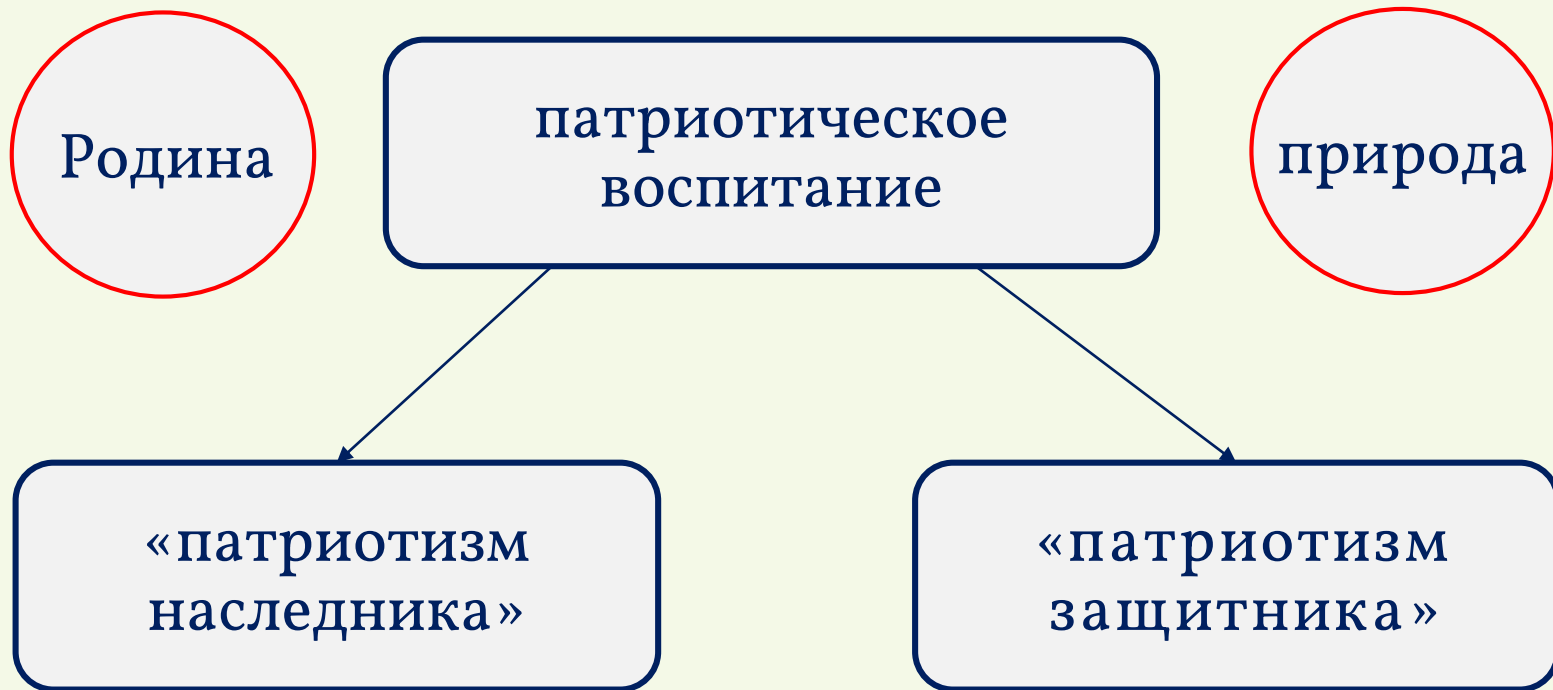 Родина
патриотическое
воспитание
природа
«патриотизм
наследника»
«патриотизм
защитника»